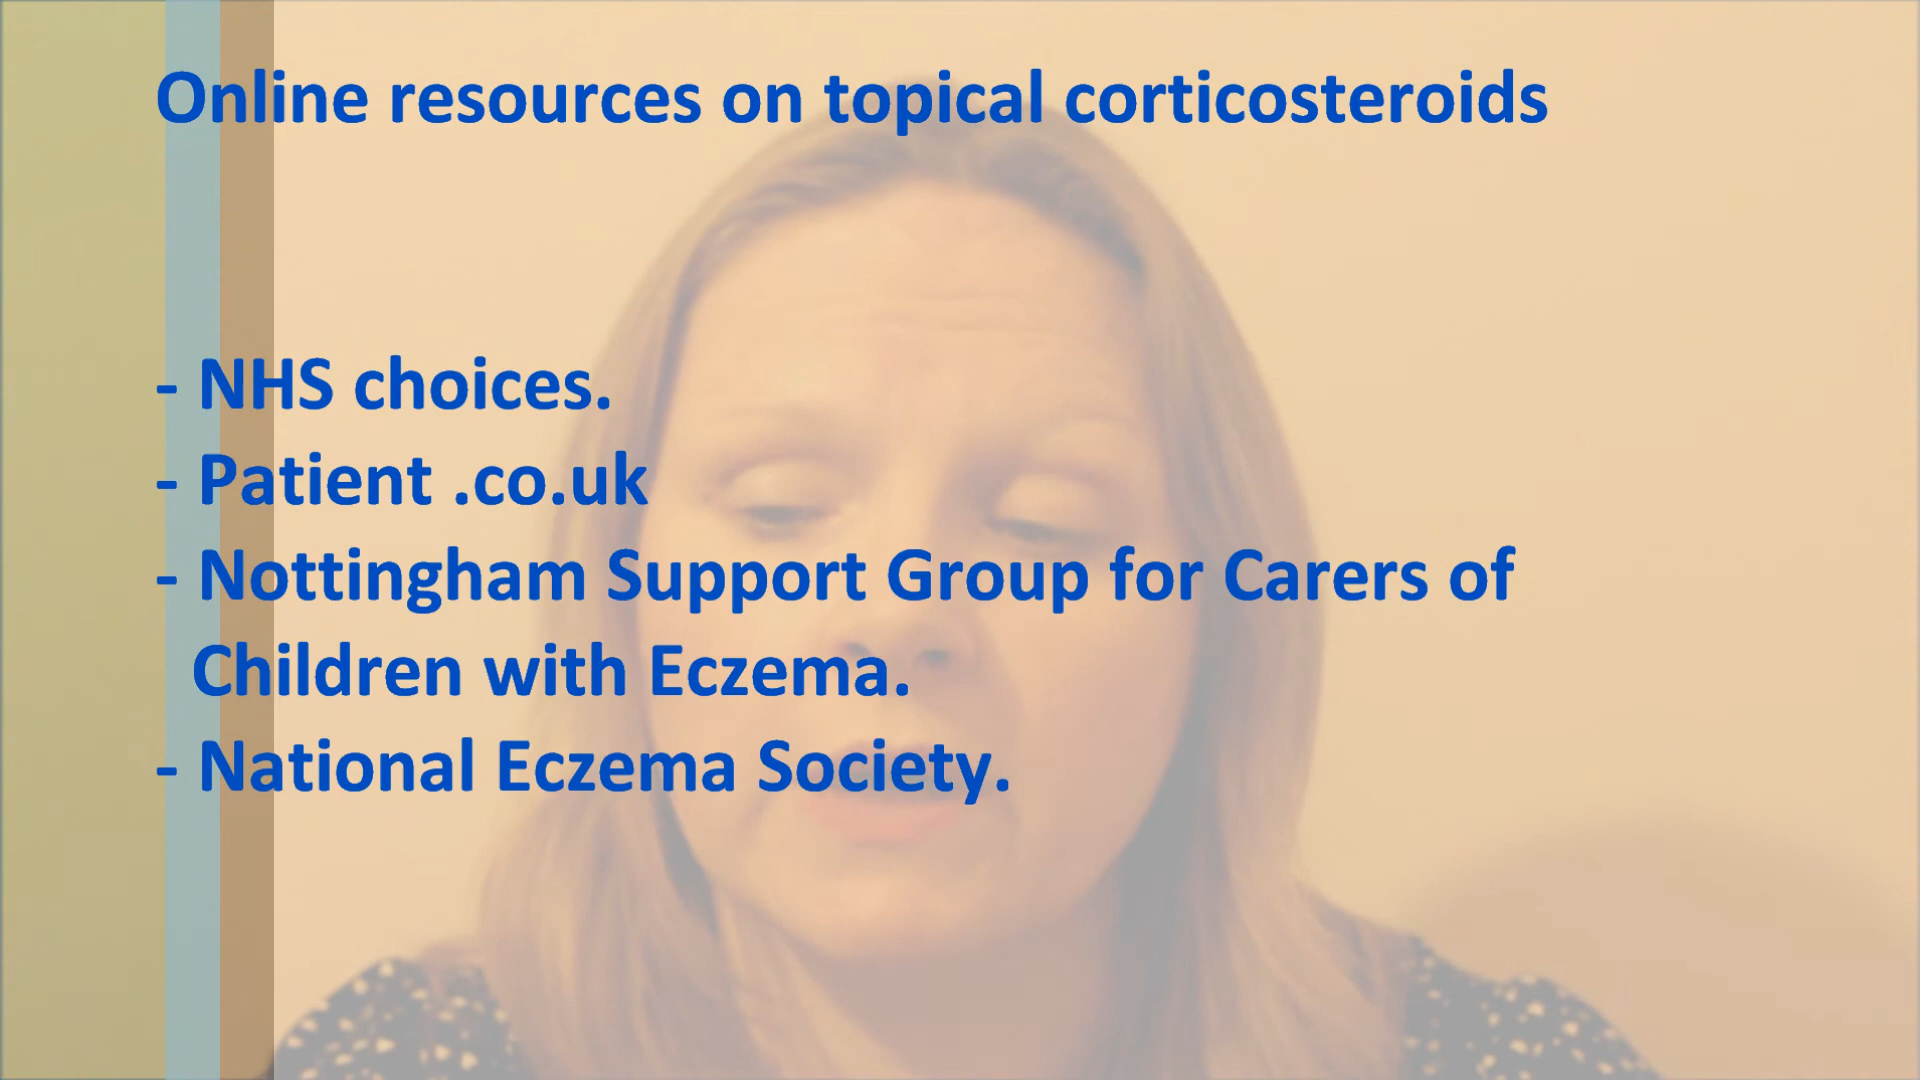 Online resources on topical corticosteroids
- NHS choices.
- Patient .co.uk
- Nottingham Support Group for Carers of
Children with Eczema.
- National Eczema Society.